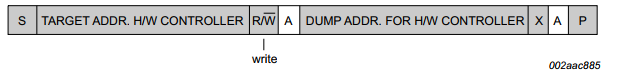 S TARGET ADDR. H/W CONTROLLER R/W̅ A DUMP ADDR. FOR H/W CONTROLLER X A P
write
002aac885